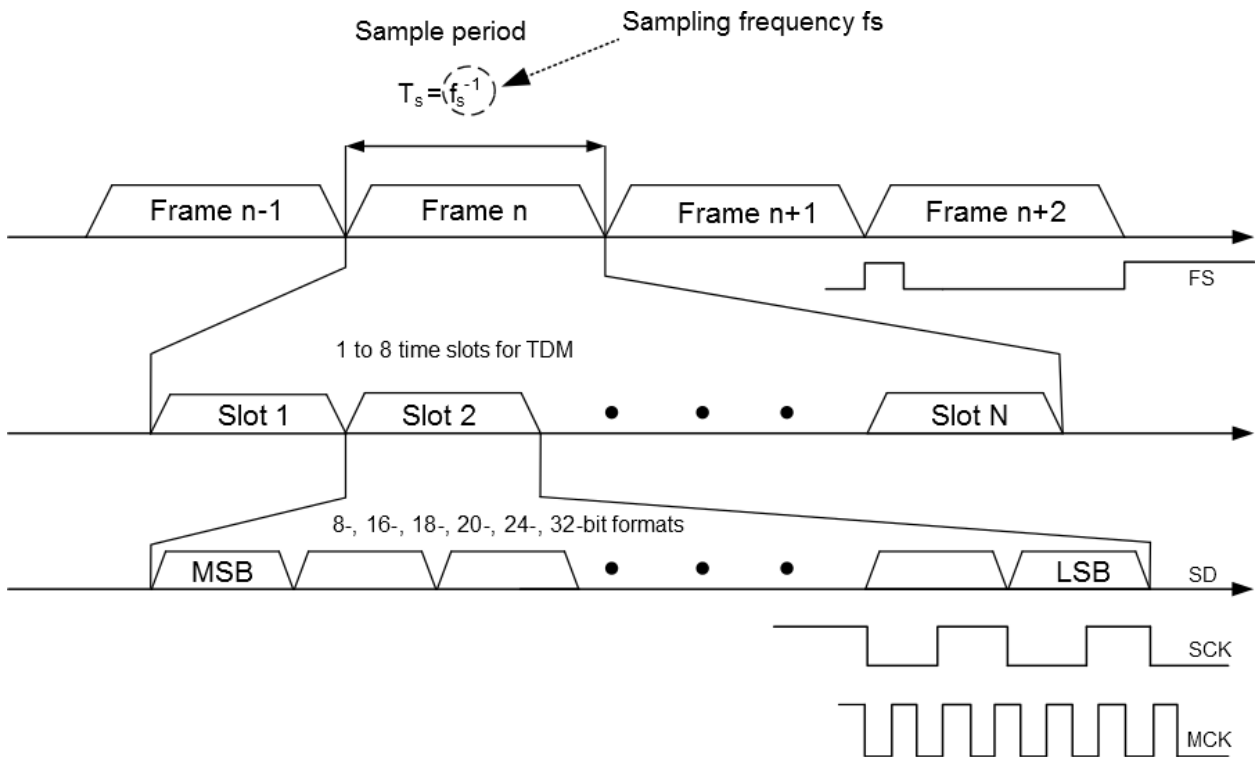 Sample period
Sampling frequency fs
Tₛ = fₛ⁻¹
Frame n-1
Frame n
Frame n+1
Frame n+2
FS
1 to 8 time slots for TDM
Slot 1
Slot 2
Slot N
8-, 16-, 18-, 20-, 24-, 32-bit formats
MSB
LSB
SD
SCK
MCK